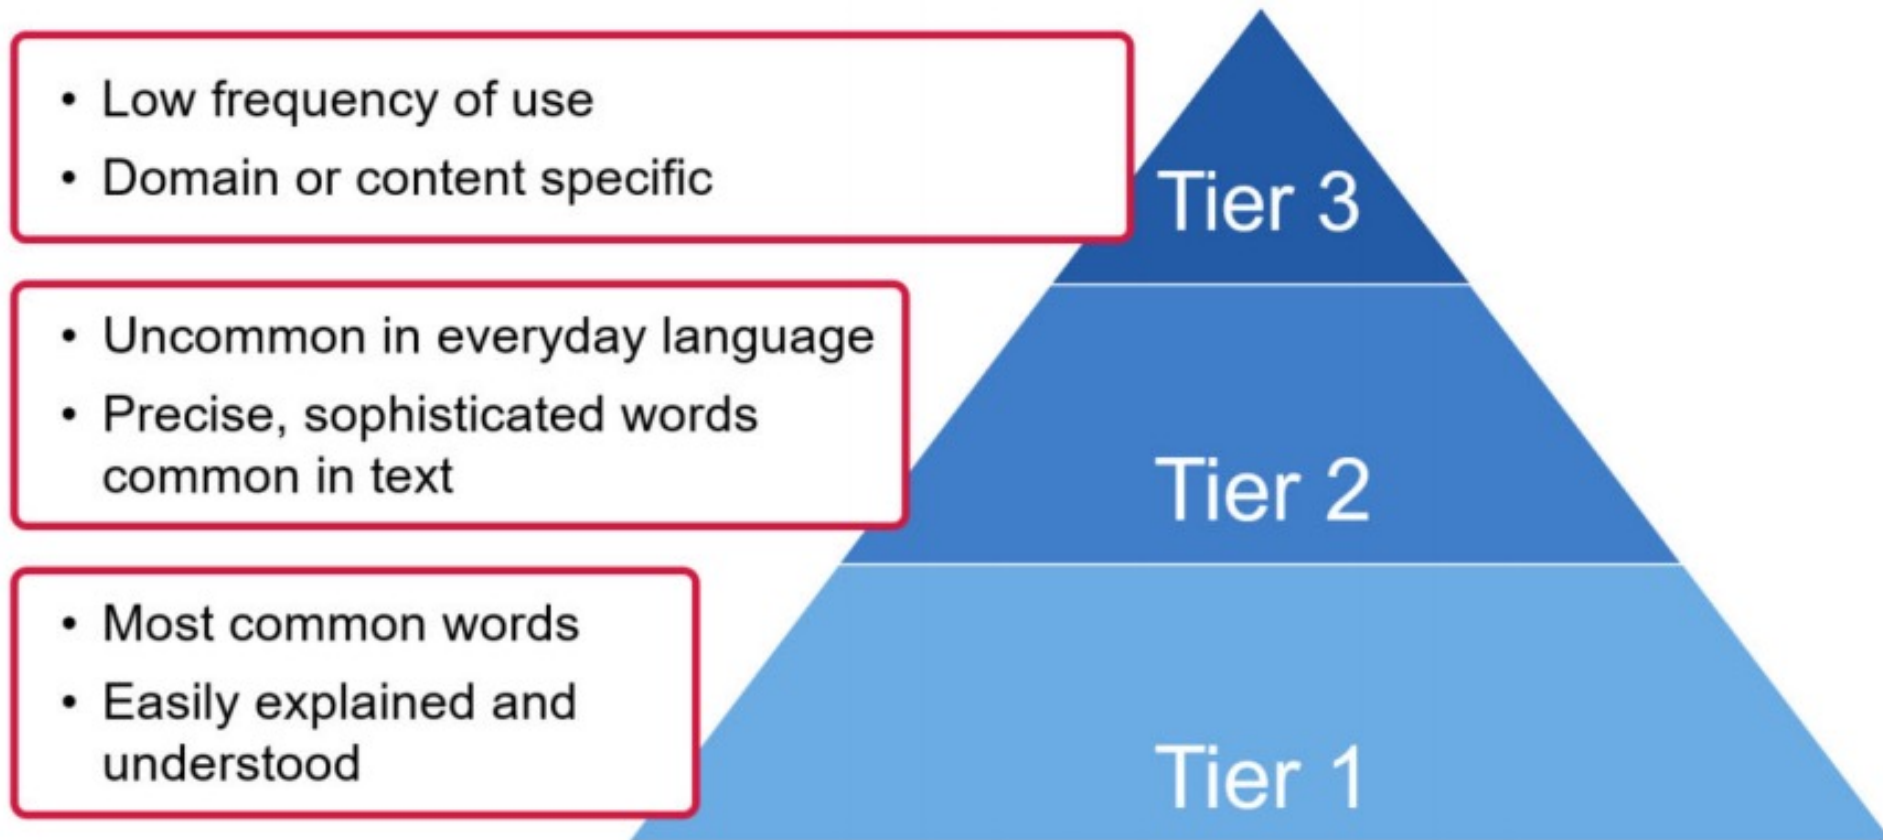 • Low frequency of use
• Domain or content specific
Tier 3
• Uncommon in everyday language
• Precise, sophisticated words
common in text
Tier 2
• Most common words
• Easily explained and
understood
Tier 1